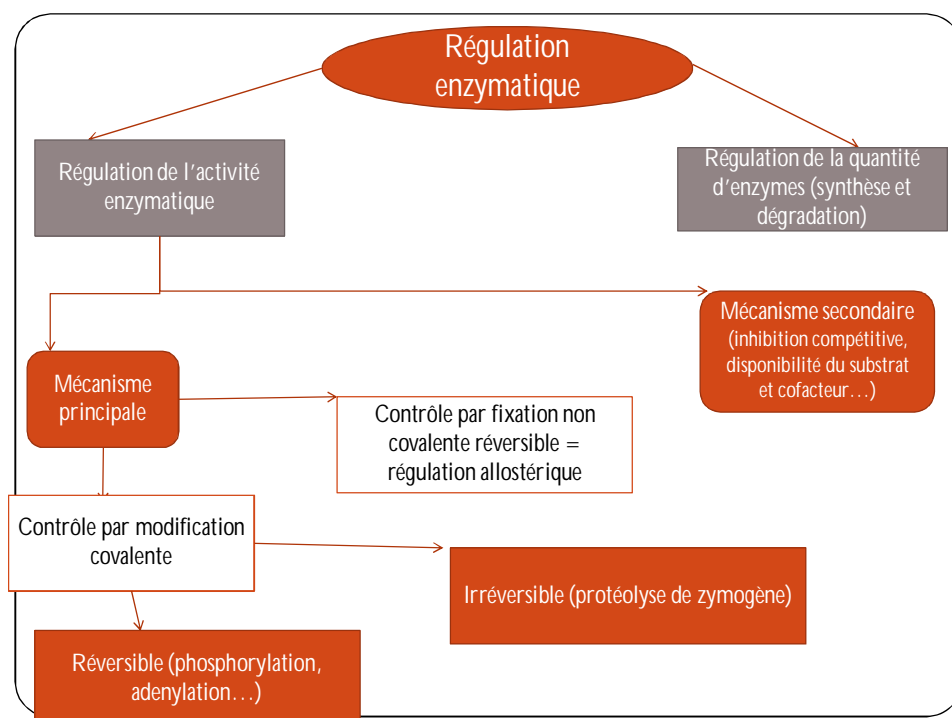 Régulation
enzymatique
Régulation de l'activité
enzymatique
Régulation de la quantité
d'enzymes (synthèse et
dégradation)
Mécanisme secondaire
(inhibition compétitive,
disponibilité du substrat
et cofacteur…)
Mécanisme
principale
Contrôle par fixation non
covalente réversible =
régulation allostérique
Contrôle par modification
covalente
Irréversible (protéolyse de zymogène)
Réversible (phosphorylation,
adenylation…)